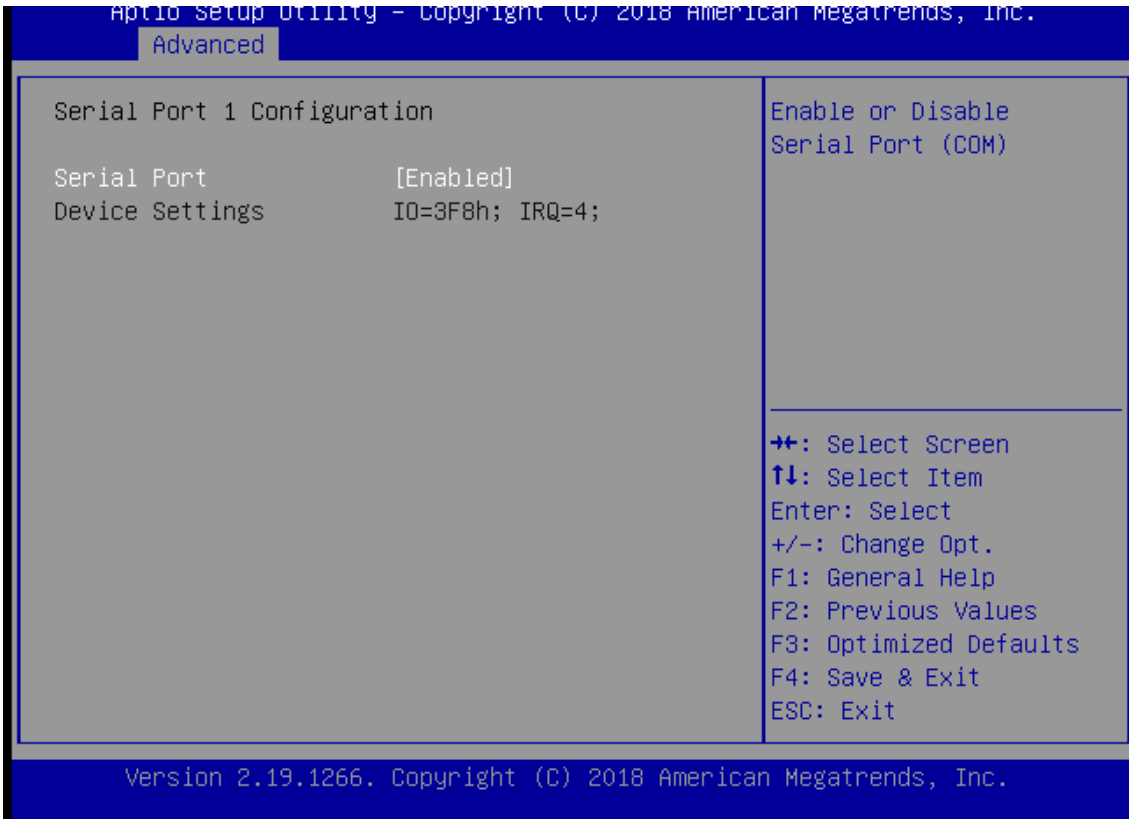 Aptio Setup Utility – Copyright (C) 2018 American Megatrends, Inc.
Advanced
Serial Port 1 Configuration
Serial Port [Enabled]
Device Settings IO=3F8h; IRQ=4;
Enable or Disable
Serial Port (COM)
→←: Select Screen
↑↓: Select Item
Enter: Select
+/-: Change Opt.
F1: General Help
F2: Previous Values
F3: Optimized Defaults
F4: Save & Exit
ESC: Exit
Version 2.19.1266. Copyright (C) 2018 American Megatrends, Inc.